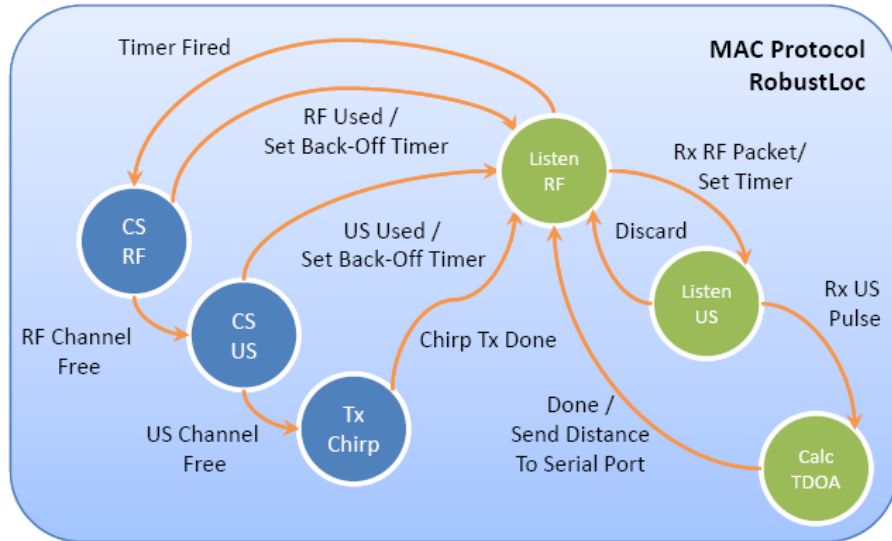 Timer Fired
MAC Protocol
RobustLoc
RF Used /
Set Back-Off Timer
Listen
RF
Rx RF Packet/
Set Timer
CS
RF
US Used /
Set Back-Off Timer
Discard
Listen
US
Rx US
Pulse
RF Channel
Free
CS
US
Chirp Tx Done
US Channel
Free
Tx
Chirp
Done /
Send Distance
To Serial Port
Calc
TDOA